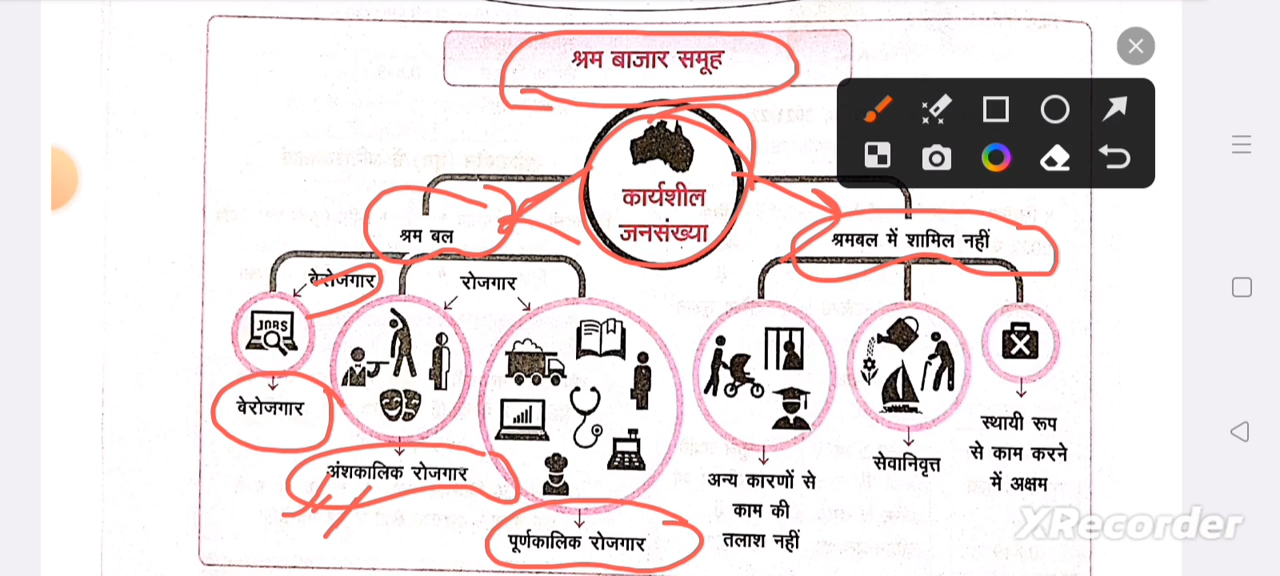 श्रम बाजार समूह
कार्यशील
जनसंख्या
श्रम बल
श्रमबल में शामिल नहीं
बेरोजगार
रोजगार
JOBS
बेरोजगार
अंशकालिक रोजगार
पूर्णकालिक रोजगार
अन्य कारणों से
काम की
तलाश नहीं
सेवानिवृत्त
स्थायी रूप
से काम करने
में अक्षम
XRecorder